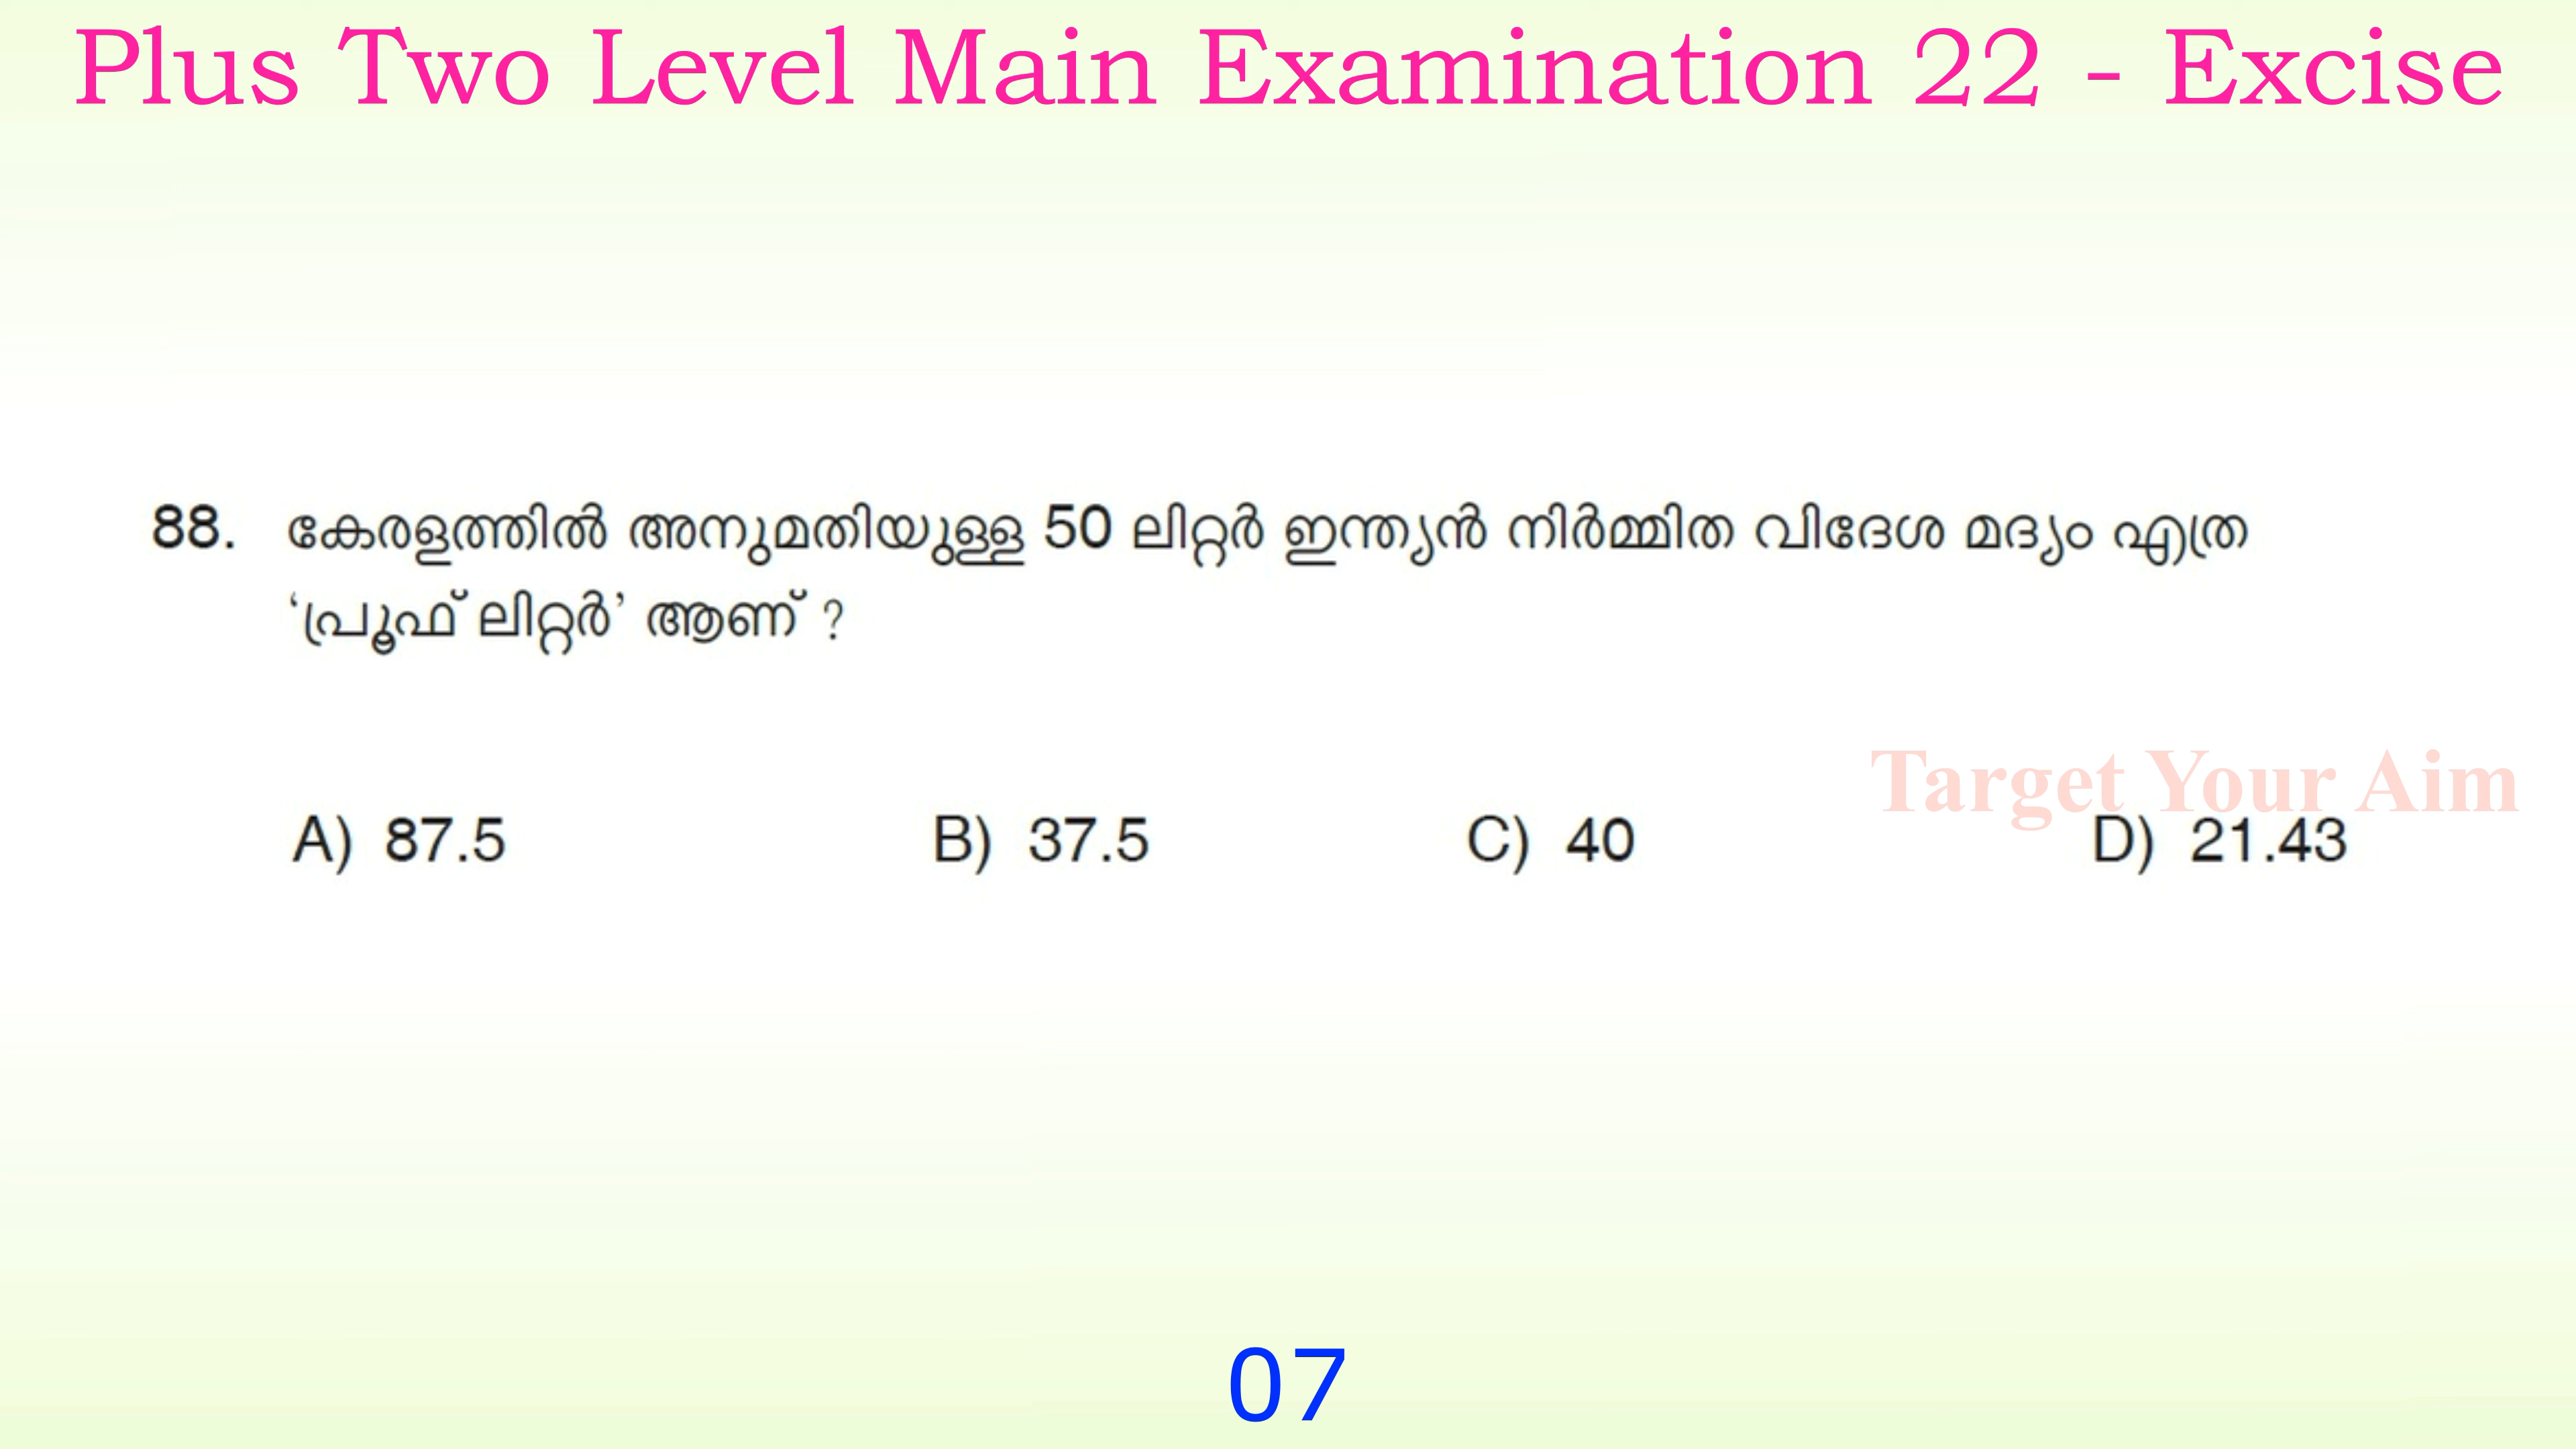 Plus Two Level Main Examination 22 - Excise
88. കേരളത്തിൽ അനുമതിയുള്ള 50 ലിറ്റർ ഇന്ത്യൻ നിർമ്മിത വിദേശ മദ്യം എത്ര
‘പ്രൂഫ് ലിറ്റർ’ ആണ് ?
Target Your Aim
A) 87.5 B) 37.5 C) 40 D) 21.43
07